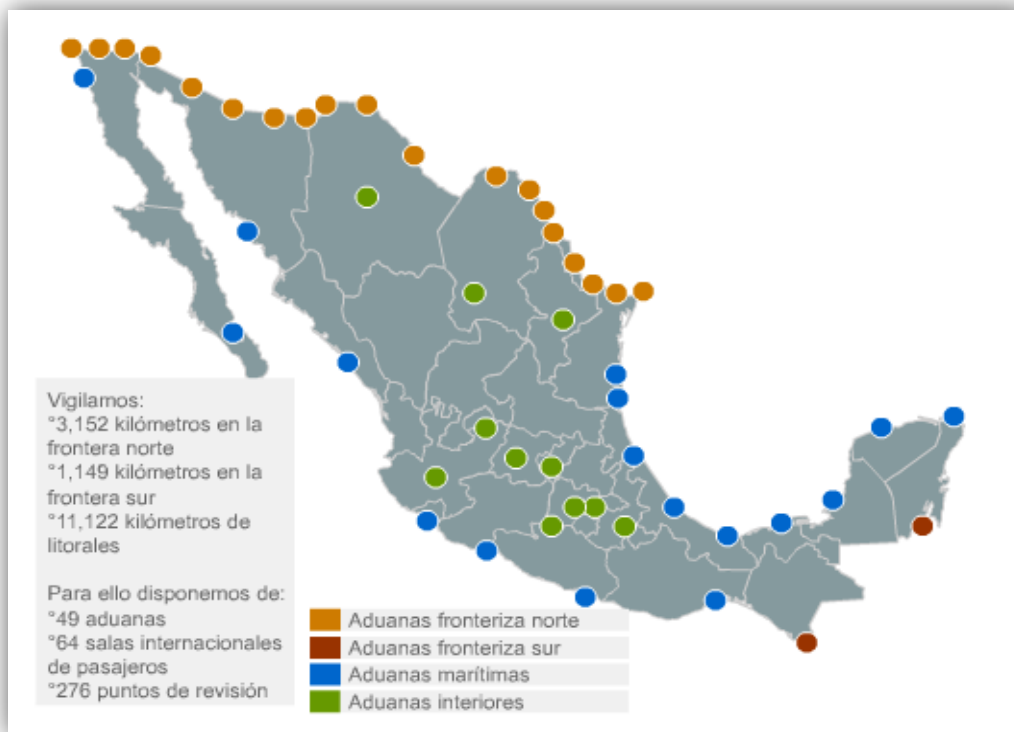 Vigilamos:
°3,152 kilómetros en la
frontera norte
°1,149 kilómetros en la
frontera sur
°11,122 kilómetros de
litorales
Para ello disponemos de:
°49 aduanas
°64 salas internacionales
de pasajeros
°276 puntos de revisión
Aduanas fronteriza norte
Aduanas fronteriza sur
Aduanas marítimas
Aduanas interiores